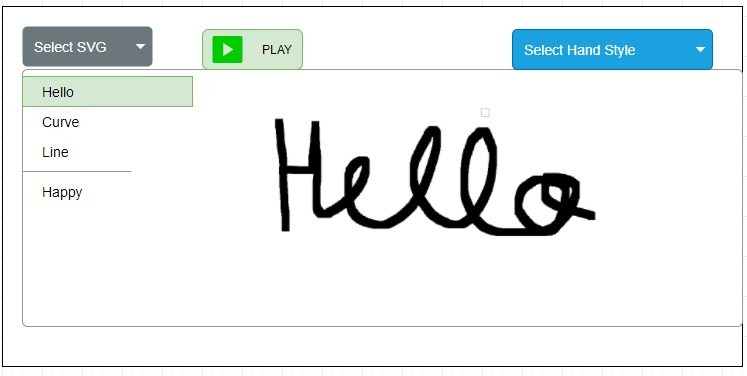 Select SVG
PLAY
Select Hand Style
Hello
Curve
Line
Happy
Hello